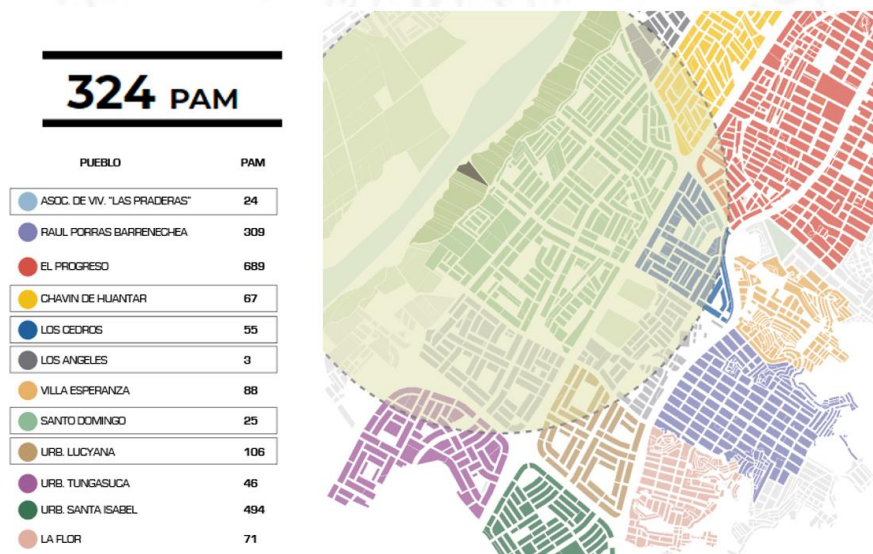 324 PAM
PUEBLO PAM
ASOC. DE VIV. "LAS PRADERAS" 24
RAUL PORRAS BARRENECHEA 309
EL PROGRESO 689
CHAVIN DE HUANTAR 67
LOS CEDROS 55
LOS ANGELES 3
VILLA ESPERANZA 88
SANTO DOMINGO 25
URB. LUCYANA 106
URB. TUNGASUCA 46
URB. SANTA ISABEL 494
LA FLOR 71